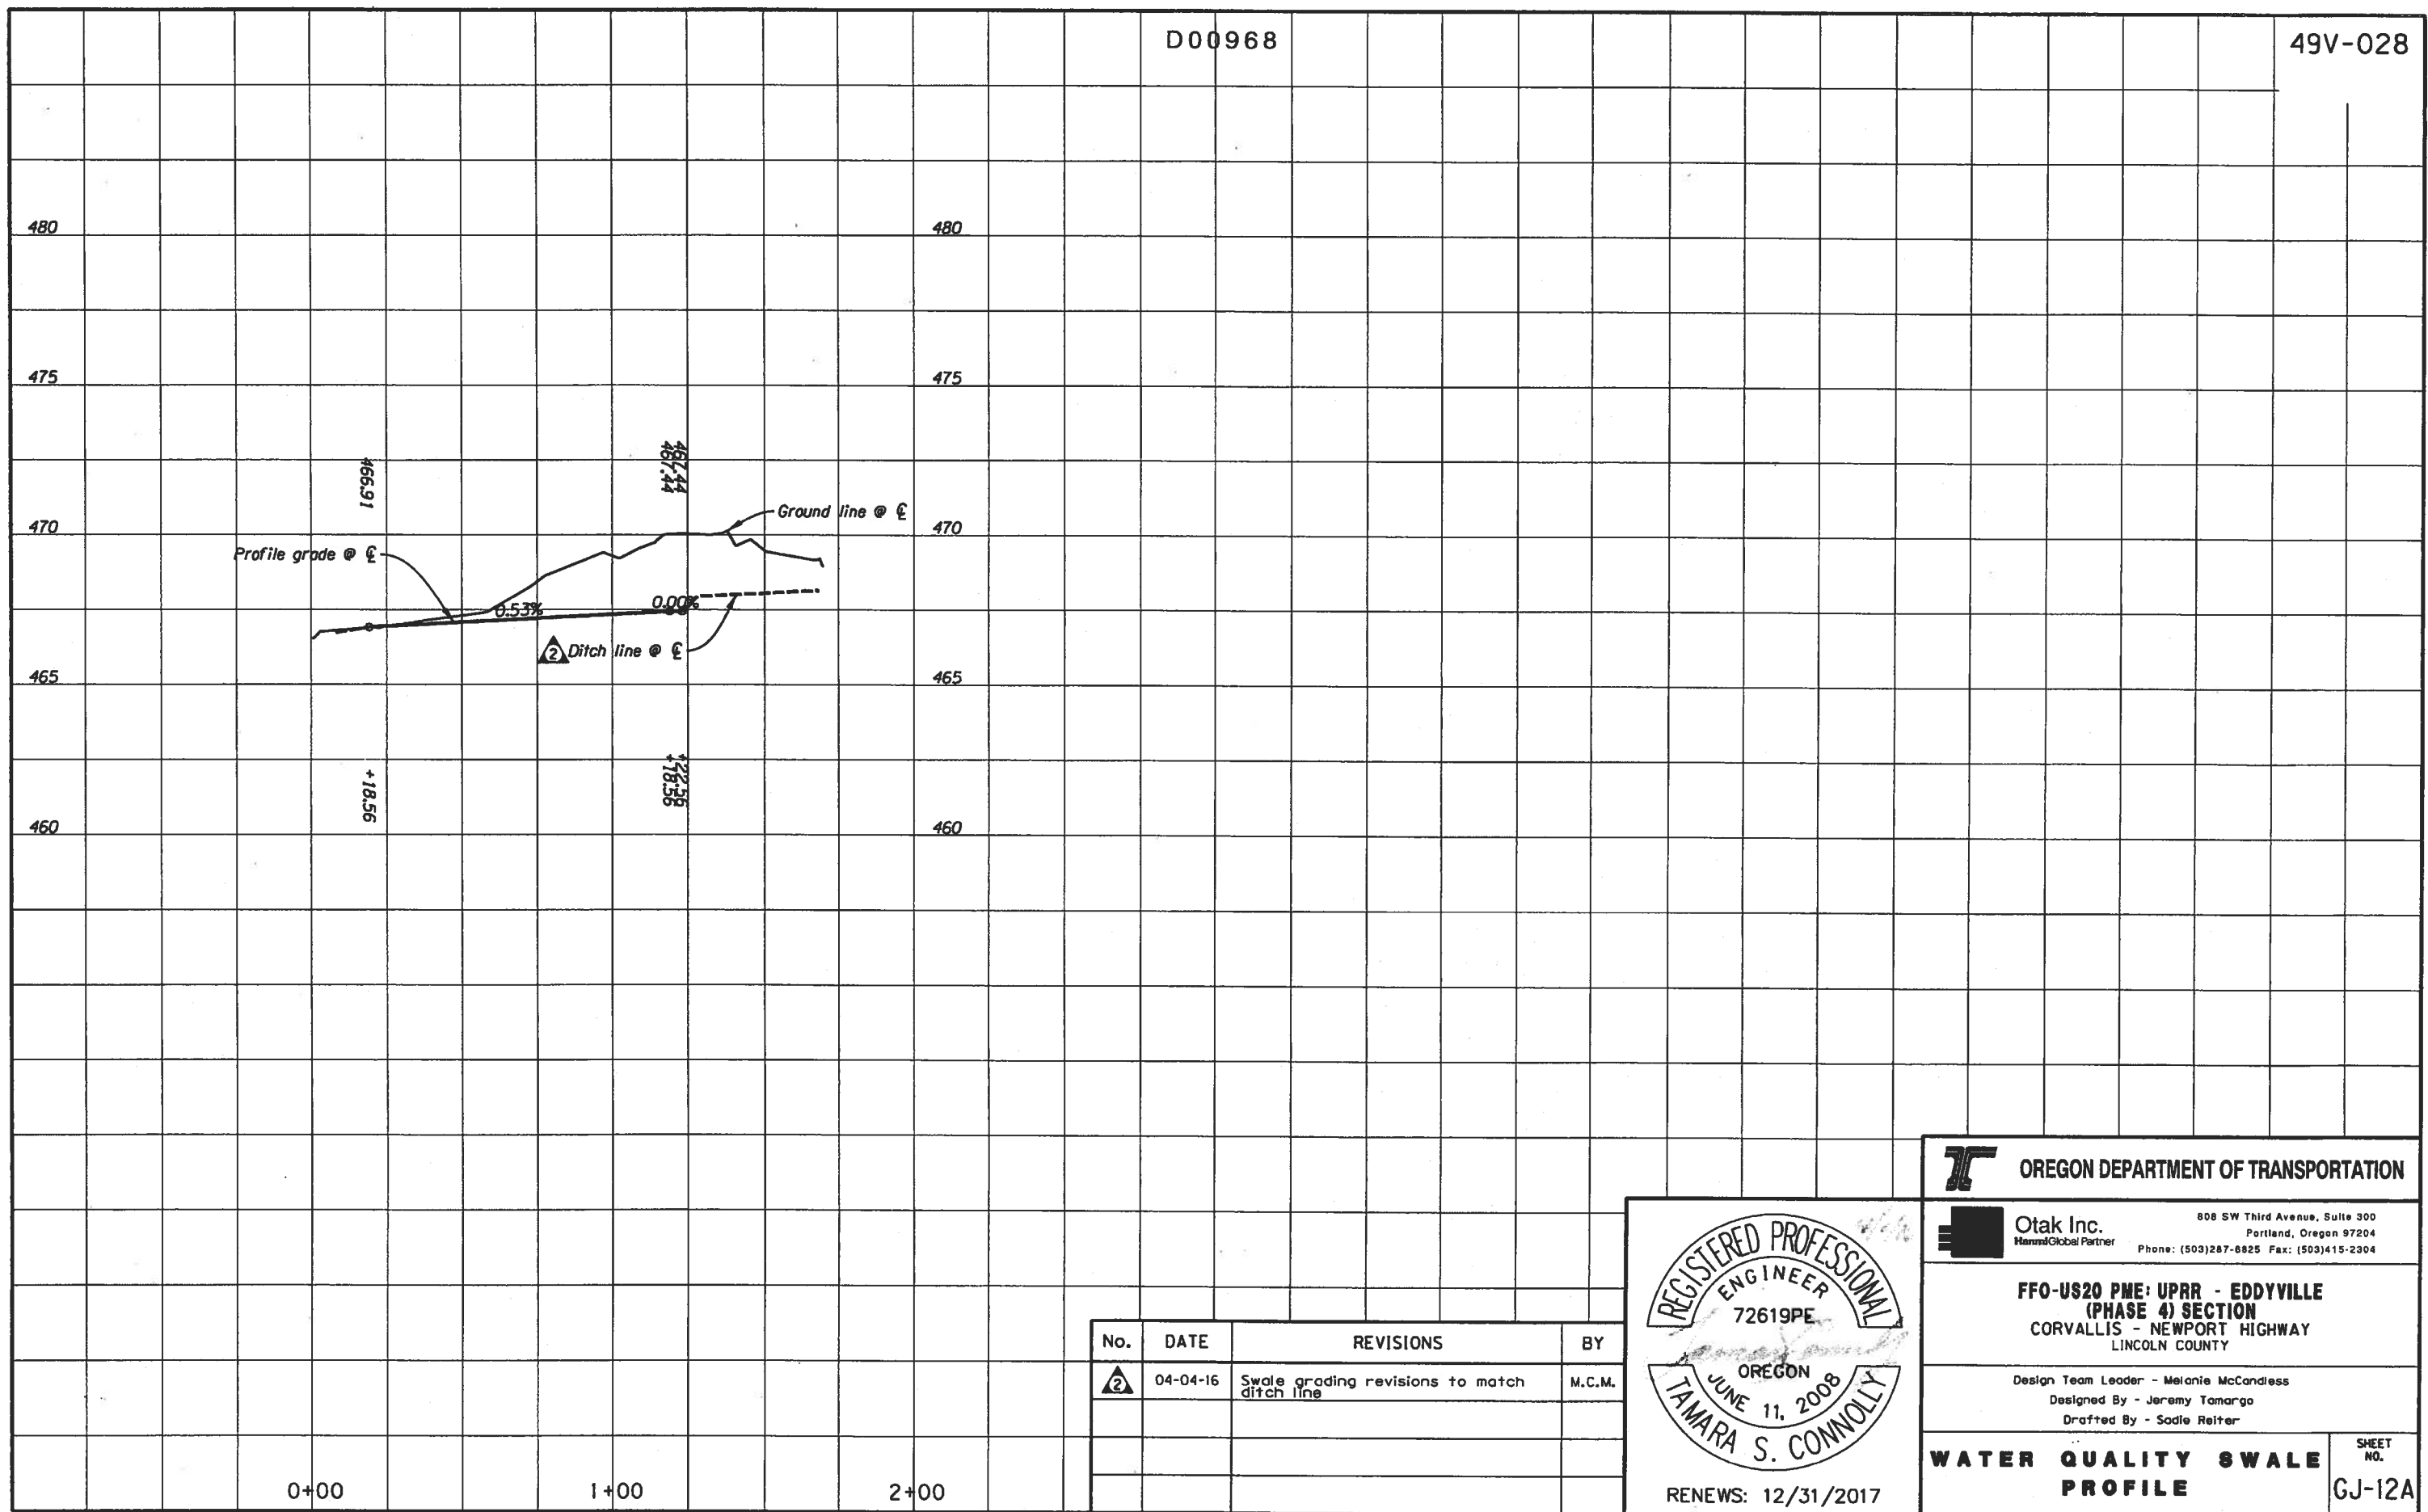 D00968
49V-028
480
480
475
475
466.91
467.44
467.44
Ground line @ ℄
470
470
Profile grade @ ℄
0.53%
0.00%
2 Ditch line @ ℄
465
465
+18.56
+18.56
+22.56
460
460
0+00
1+00
2+00
No. DATE REVISIONS BY
2 04-04-16 Swale grading revisions to match M.C.M.
ditch line
REGISTERED PROFESSIONAL
ENGINEER
72619PE
OREGON
JUNE 11, 2008
TAMARA S. CONNOLLY
RENEWS: 12/31/2017
OREGON DEPARTMENT OF TRANSPORTATION
Otak Inc.
HanmiGlobal Partner
808 SW Third Avenue, Suite 300
Portland, Oregon 97204
Phone: (503)287-6825 Fax: (503)415-2304
FFO-US20 PME: UPRR - EDDYVILLE
(PHASE 4) SECTION
CORVALLIS - NEWPORT HIGHWAY
LINCOLN COUNTY
Design Team Leader - Melanie McCandless
Designed By - Jeremy Tamargo
Drafted By - Sadie Reiter
WATER QUALITY SWALE
PROFILE
SHEET
NO.
GJ-12A